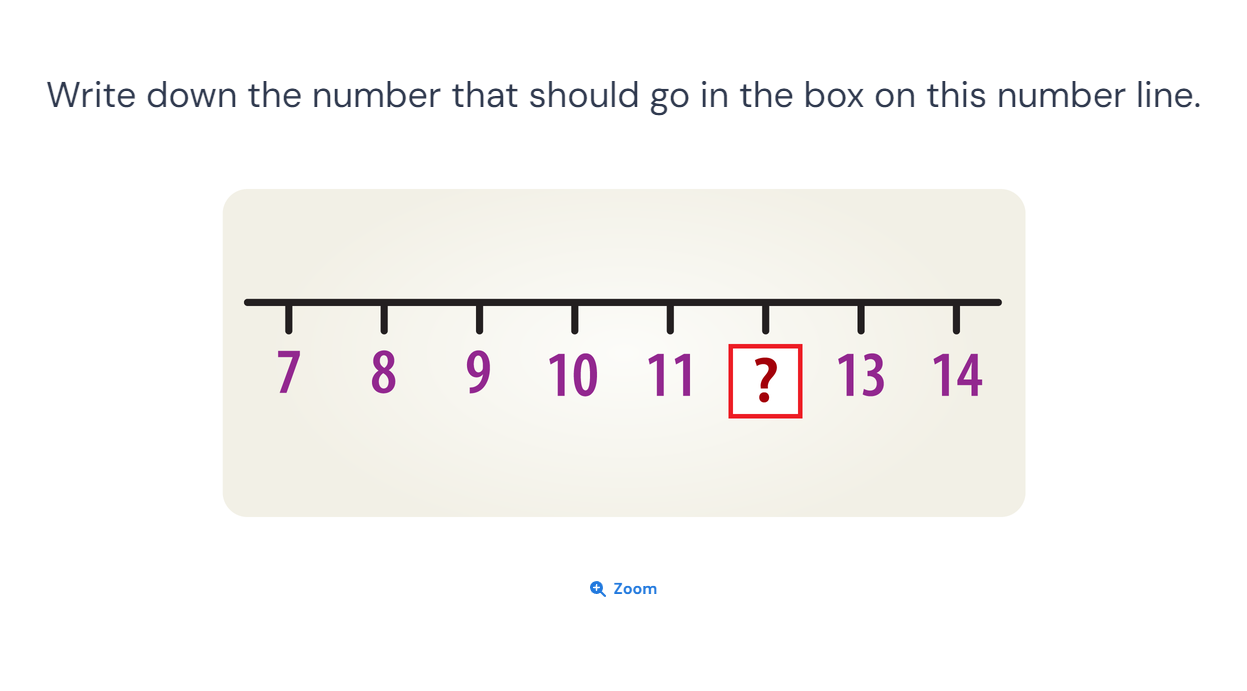 Write down the number that should go in the box on this number line.
7 8 9 10 11 ? 13 14
Zoom